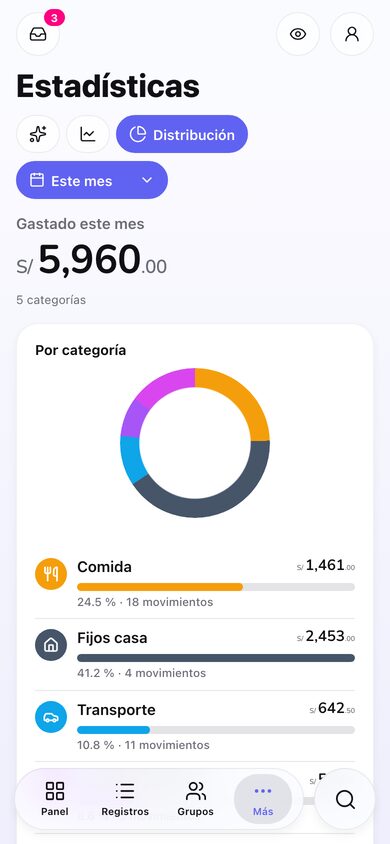 3
Estadísticas
Distribución
Este mes
Gastado este mes
S/ 5,960.00
5 categorías
Por categoría
Comida
S/ 1,461.00
24.5 % · 18 movimientos
Fijos casa
S/ 2,453.00
41.2 % · 4 movimientos
Transporte
S/ 642.50
10.8 % · 11 movimientos
S/
Panel
Registros
Grupos
Más